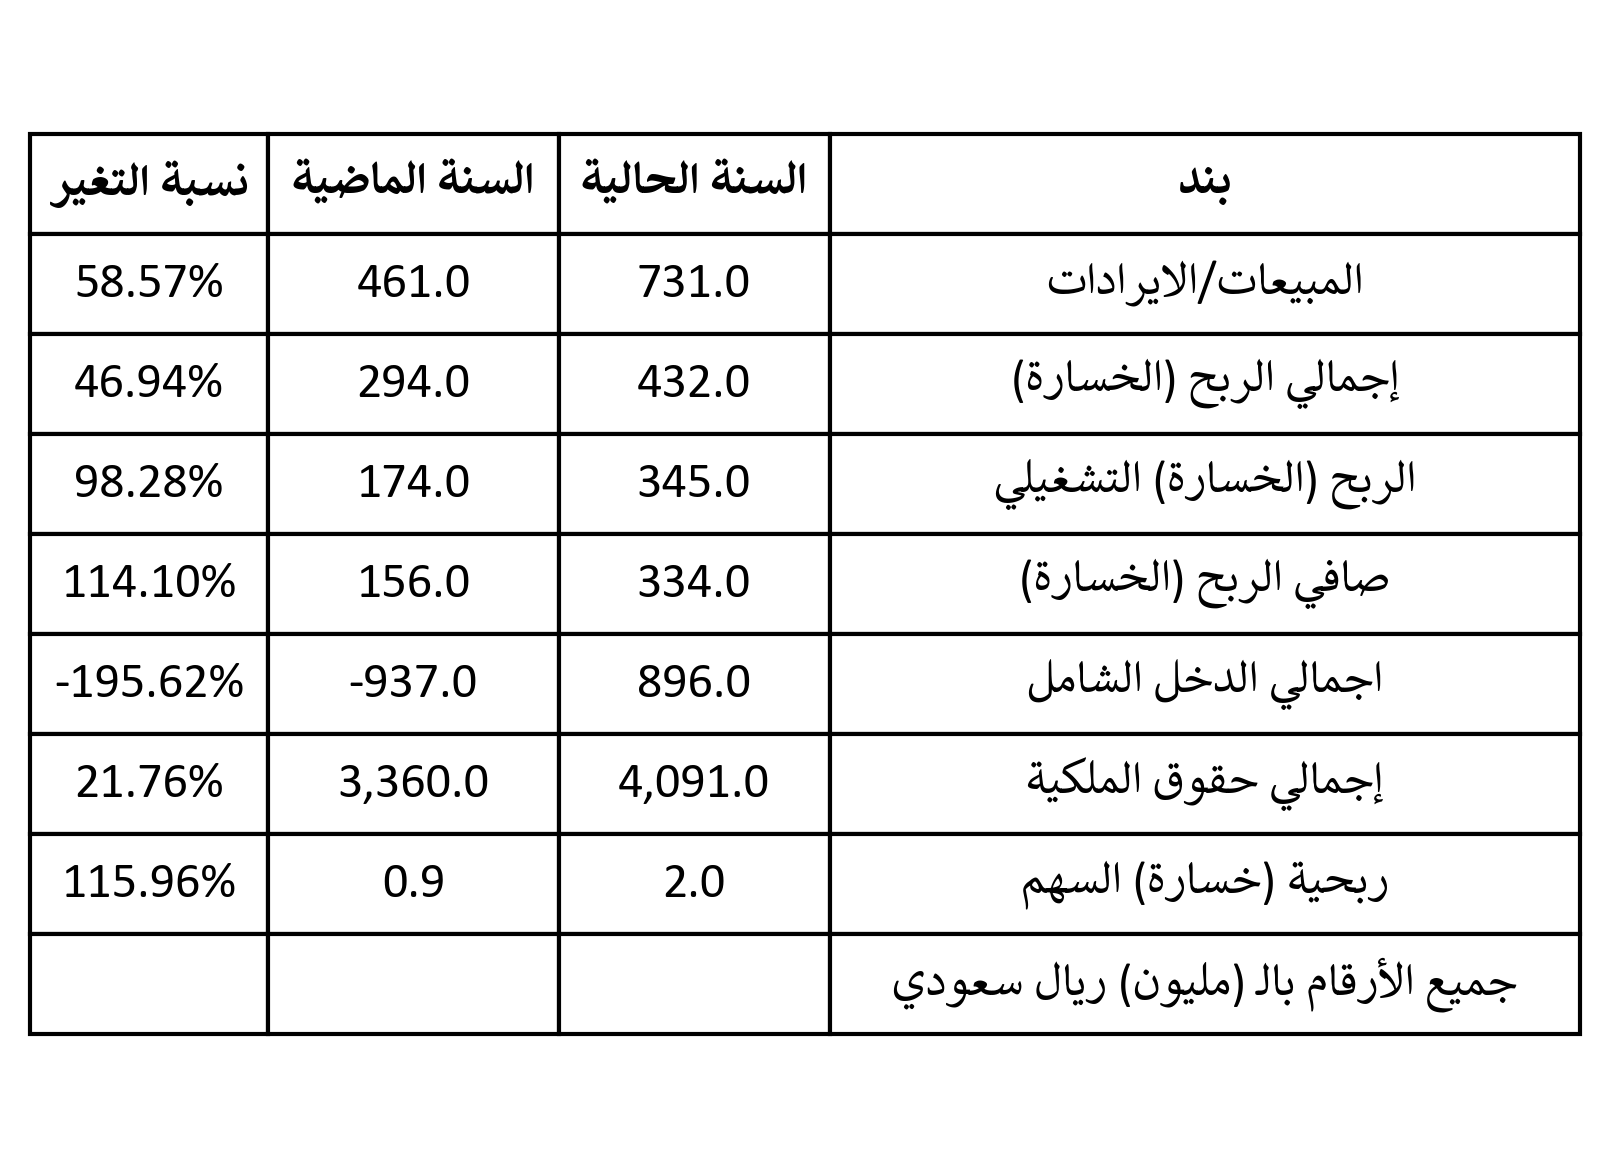 بند السنة الحالية السنة الماضية نسبة التغير
المبيعات/الايرادات 731.0 461.0 58.57%
إجمالي الربح (الخسارة) 432.0 294.0 46.94%
الربح (الخسارة) التشغيلي 345.0 174.0 98.28%
صافي الربح (الخسارة) 334.0 156.0 114.10%
اجمالي الدخل الشامل 896.0 -937.0 -195.62%
إجمالي حقوق الملكية 4,091.0 3,360.0 21.76%
ربحية (خسارة) السهم 2.0 0.9 115.96%
جميع الأرقام بالـ (مليون) ريال سعودي